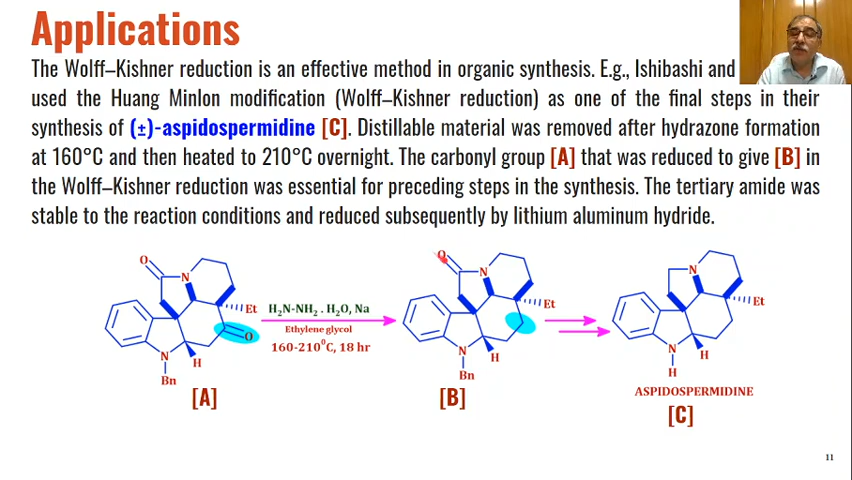 Applications
The Wolff–Kishner reduction is an effective method in organic synthesis. E.g., Ishibashi and
used the Huang Minlon modification (Wolff–Kishner reduction) as one of the final steps in their
synthesis of (±)-aspidospermidine [C]. Distillable material was removed after hydrazone formation
at 160°C and then heated to 210°C overnight. The carbonyl group [A] that was reduced to give [B] in
the Wolff–Kishner reduction was essential for preceding steps in the synthesis. The tertiary amide was
stable to the reaction conditions and reduced subsequently by lithium aluminum hydride.
O
N
Et
O
N
H
Bn
[A]
H₂N-NH₂ . H₂O, Na
Ethylene glycol
160-210⁰C, 18 hr
O
N
Et
N
H
Bn
[B]
N
Et
N
H
H
ASPIDOSPERMIDINE
[C]
11